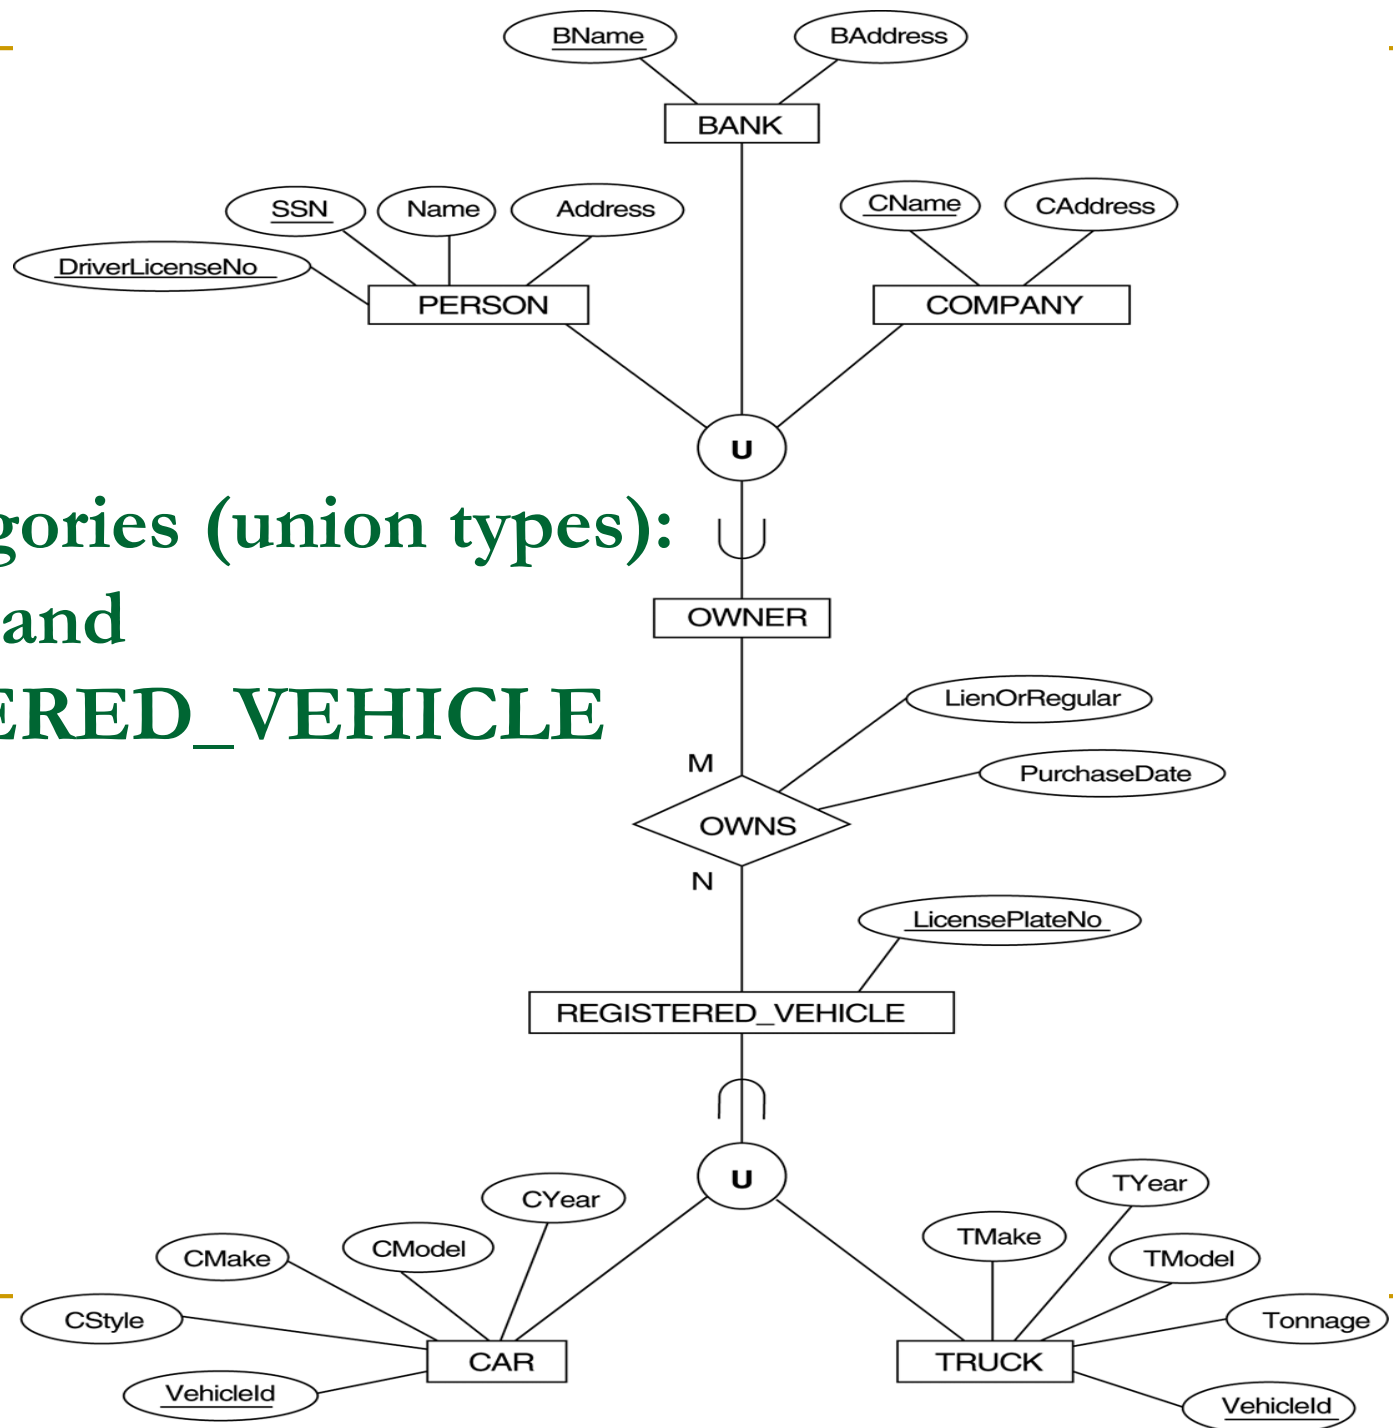 BName
BAddress
BANK
SSN
Name
Address
CName
CAddress
DriverLicenseNo
PERSON
COMPANY
U
gories (union types):
OWNER
and
LienOrRegular
ERED_VEHICLE
M
PurchaseDate
OWNS
N
LicensePlateNo
REGISTERED_VEHICLE
U
CYear
TYear
CMake
CModel
TMake
TModel
CStyle
Tonnage
CAR
TRUCK
VehicleId
VehicleId